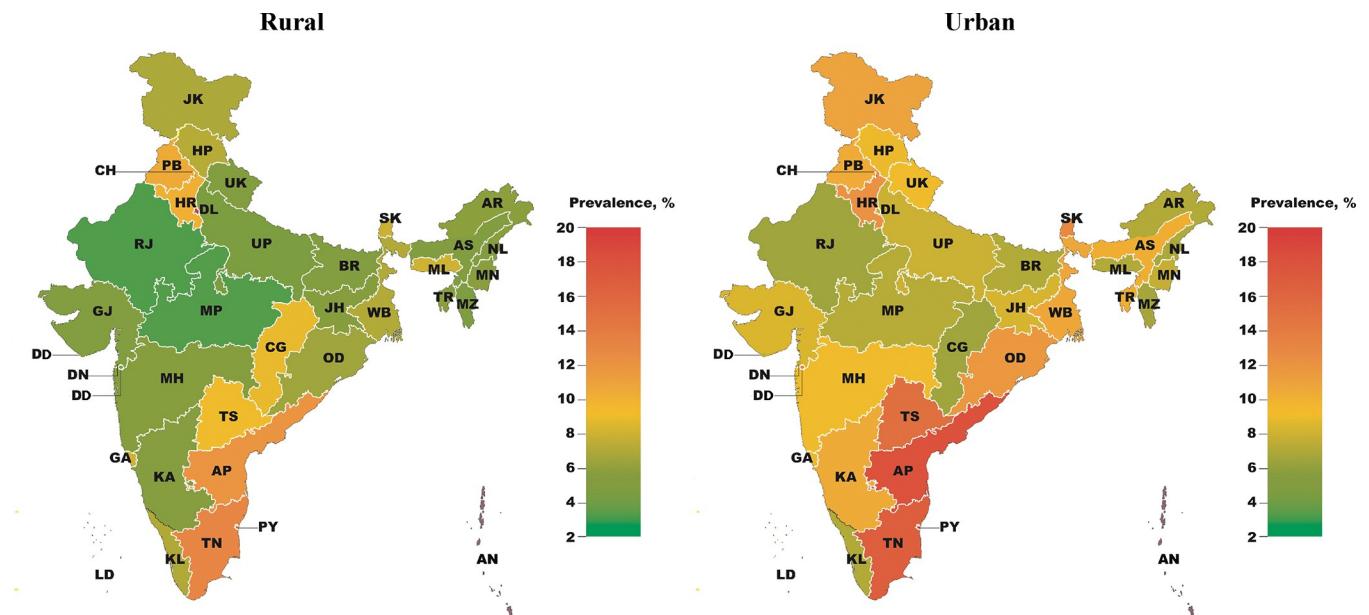 Rural
JK
HP
CH
PB
UK
HR
DL
RJ
UP
SK
AR
AS
NL
BR
ML
MN
TR
MZ
GJ
MP
JH
WB
CG
OD
DD
DN
MH
DD
TS
GA
KA
AP
PY
TN
KL
LD
AN
Prevalence, %
20
18
16
14
12
10
8
6
4
2
Urban
JK
HP
CH
PB
UK
HR
DL
RJ
UP
SK
AR
AS
NL
BR
ML
MN
TR
MZ
GJ
MP
JH
WB
CG
OD
DD
DN
MH
DD
TS
GA
KA
AP
PY
TN
KL
LD
AN
Prevalence, %
20
18
16
14
12
10
8
6
4
2